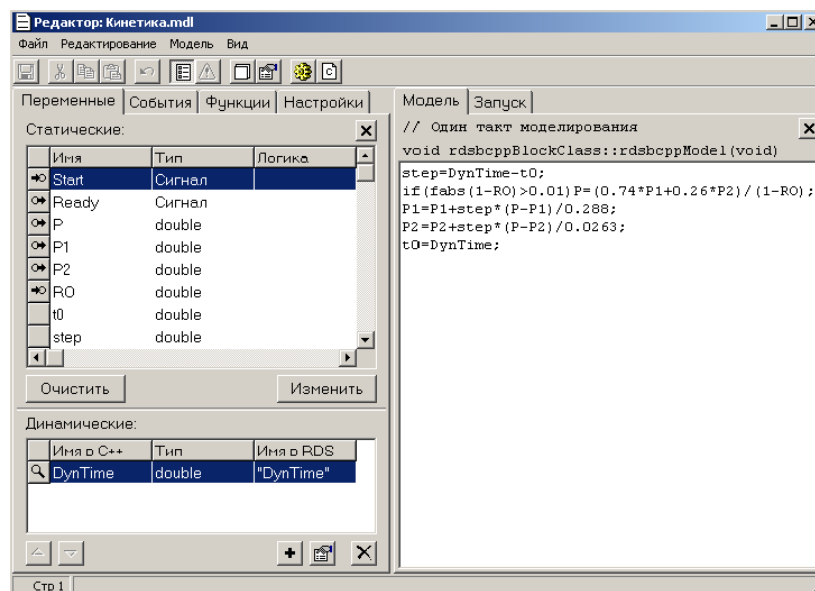 Редактор: Кинетика.mdl
Файл Редактирование Модель Вид
Переменные События Функции Настройки
Статические:
Имя Тип Логика
Start Сигнал
Ready Сигнал
P double
P1 double
P2 double
RO double
t0 double
step double
Очистить Изменить
Динамические:
Имя в C++ Тип Имя в RDS
DynTime double "DynTime"
Стр 1
Модель Запуск
// Один такт моделирования
void rdsbcppBlockClass::rdsbcppModel(void)
step=DynTime-t0;
if(fabs(1-RO)>0.01)P=(0.74*P1+0.26*P2)/(1-RO);
P1=P1+step*(P-P1)/0.288;
P2=P2+step*(P-P2)/0.0263;
t0=DynTime;